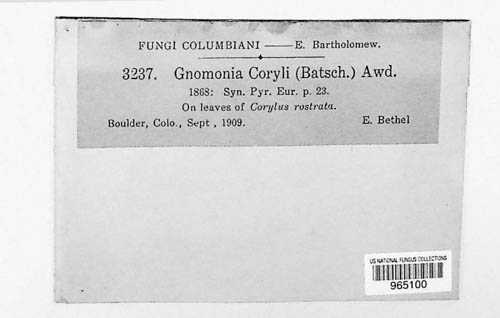 FUNGI COLUMBIANI — E. Bartholomew.
3237. Gnomonia Coryli (Batsch.) Awd.
1868: Syn. Pyr. Eur. p. 23.
On leaves of Corylus rostrata.
Boulder, Colo., Sept, 1909. E. Bethel
US NATIONAL FUNGUS COLLECTIONS
965100